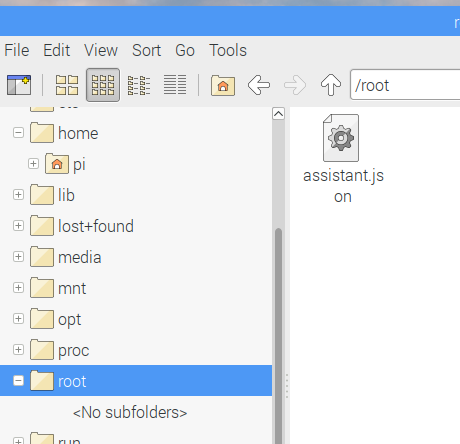 File Edit View Sort Go Tools
/root
home
pi
lib
lost+found
media
mnt
opt
proc
root
<No subfolders>
run
assistant.js
on